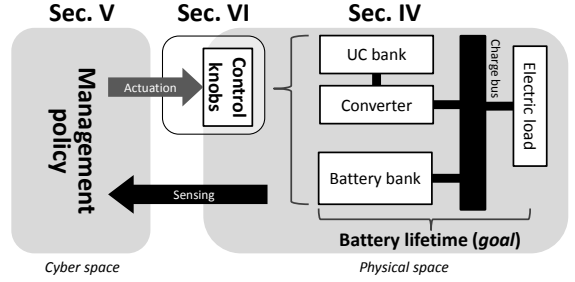 Sec. V
Sec. VI
Sec. IV
Management
policy
Actuation
Control
knobs
UC bank
Converter
Battery bank
Charge bus
Electric load
Sensing
Battery lifetime (goal)
Cyber space
Physical space